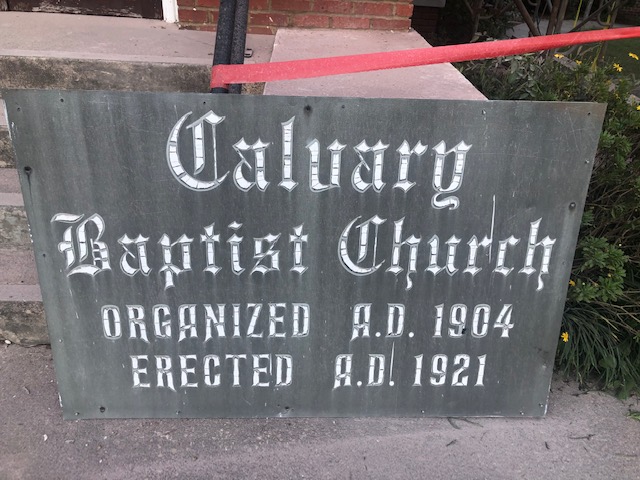 Calvary
Baptist Church
ORGANIZED A.D. 1904
ERECTED A.D. 1921